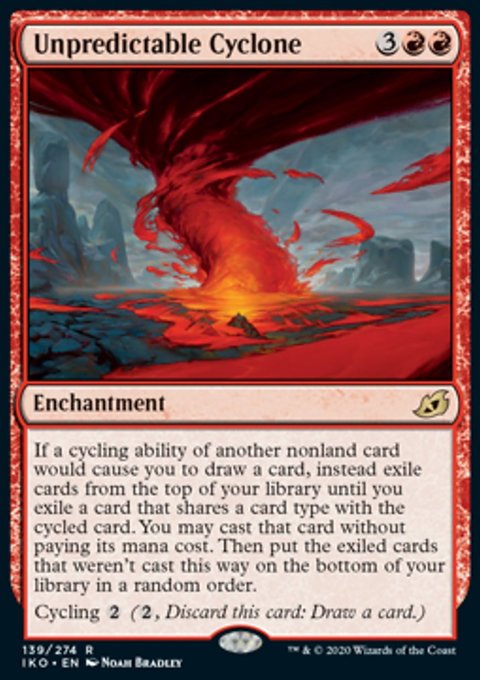 Unpredictable Cyclone 3
Enchantment
If a cycling ability of another nonland card
would cause you to draw a card, instead exile
cards from the top of your library until you
exile a card that shares a card type with the
cycled card. You may cast that card without
paying its mana cost. Then put the exiled cards
that weren't cast this way on the bottom of your
library in a random order.
Cycling 2 (2, Discard this card: Draw a card.)
139/274 R
IKO • EN Noah Bradley
™ & © 2020 Wizards of the Coast